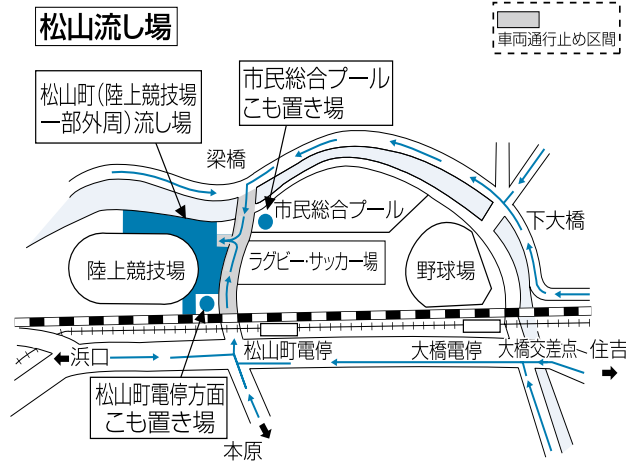 松山流し場
車両通行止め区間
市民総合プール
こも置き場
松山町(陸上競技場
一部外周)流し場
梁橋
市民総合プール
下大橋
陸上競技場
ラグビー・サッカー場
野球場
浜口
松山町電停
大橋電停
大橋交差点
住吉
松山町電停方面
こも置き場
本原